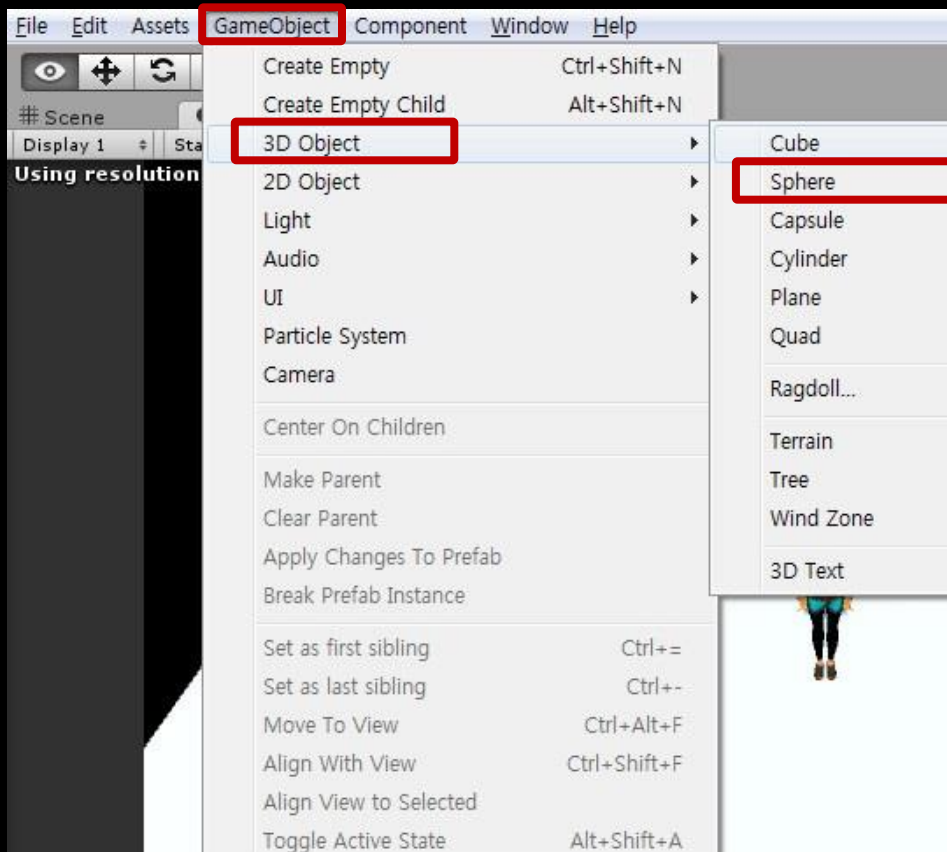 File Edit Assets GameObject Component Window Help
# Scene
Display 1 Sta
Using resolution
Create Empty Ctrl+Shift+N
Create Empty Child Alt+Shift+N
3D Object
2D Object
Light
Audio
UI
Particle System
Camera
Center On Children
Make Parent
Clear Parent
Apply Changes To Prefab
Break Prefab Instance
Set as first sibling Ctrl+=
Set as last sibling Ctrl+-
Move To View Ctrl+Alt+F
Align With View Ctrl+Shift+F
Align View to Selected
Toggle Active State Alt+Shift+A
Cube
Sphere
Capsule
Cylinder
Plane
Quad
Ragdoll...
Terrain
Tree
Wind Zone
3D Text